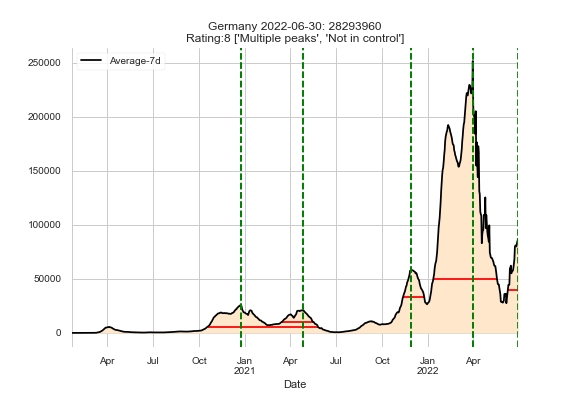 Germany 2022-06-30: 28293960
Rating:8 ['Multiple peaks', 'Not in control']
Average-7d
250000
200000
150000
100000
50000
0
Apr Jul Oct Jan Apr Jul Oct Jan Apr
2021 2022
Date